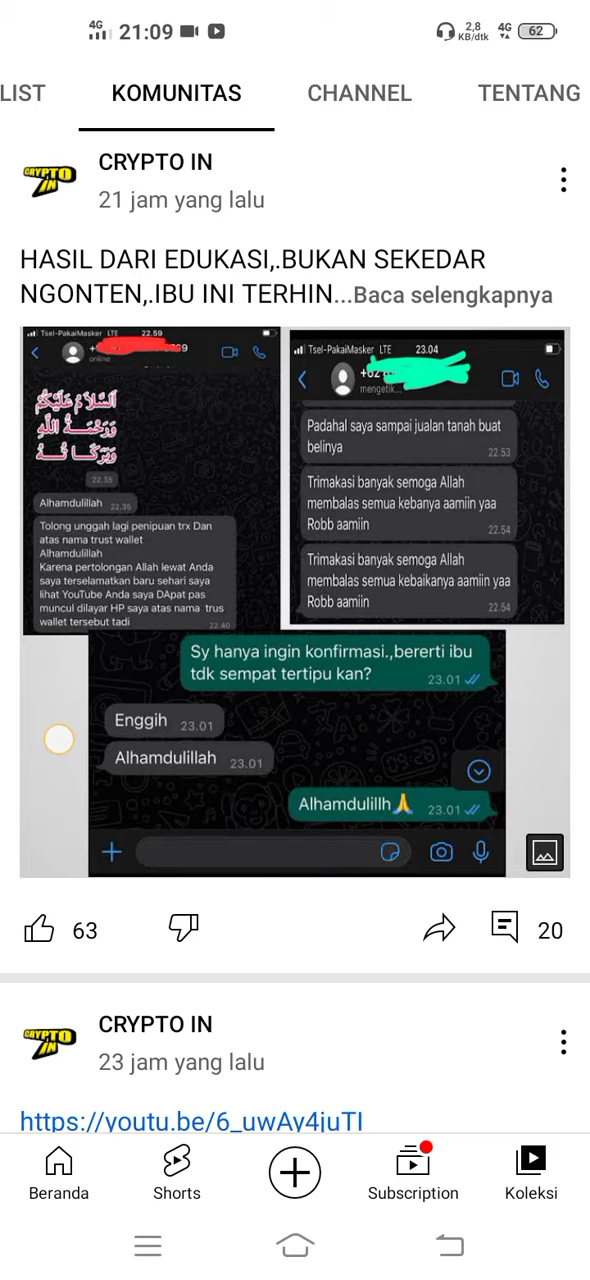 4G 21:09 2,8 KB/dtk 4G 62
LIST KOMUNITAS CHANNEL TENTANG
CRYPTO IN
CRYPTO IN
21 jam yang lalu
HASIL DARI EDUKASI,.BUKAN SEKEDAR
NGONTEN,.IBU INI TERHIN...Baca selengkapnya
Tsel-PakaiMasker LTE 22.59
online
اَلسَّلَامُ عَلَيْكُمْ
وَرَحْمَةُ اللهِ
وَبَرَكَاتُهُ
22.35
Alhamdulillah 22.35
Tolong unggah lagi penipuan trx Dan
atas nama trust wallet
Alhamdulillah
Karena pertolongan Allah lewat Anda
saya terselamatkan baru sehari saya
lihat YouTube Anda saya DApat pas
muncul dilayar HP saya atas nama trus
wallet tersebut tadi 22.40
Tsel-PakaiMasker LTE 23.04
mengetik...
Padahal saya sampai jualan tanah buat
belinya 22.53
Trimakasi banyak semoga Allah
membalas semua kebanya aamiin yaa
Robb aamiin 22.54
Trimakasi banyak semoga Allah
membalas semua kebaikanya aamiin yaa
Robb aamiin 22.54
Sy hanya ingin konfirmasi.,bererti ibu
tdk sempat tertipu kan? 23.01
Enggih 23.01
Alhamdulillah 23.01
Alhamdulillh🙏 23.01
63 20
CRYPTO IN
CRYPTO IN
23 jam yang lalu
https://youtu.be/6_uwAy4juTI
Beranda Shorts Subscription Koleksi